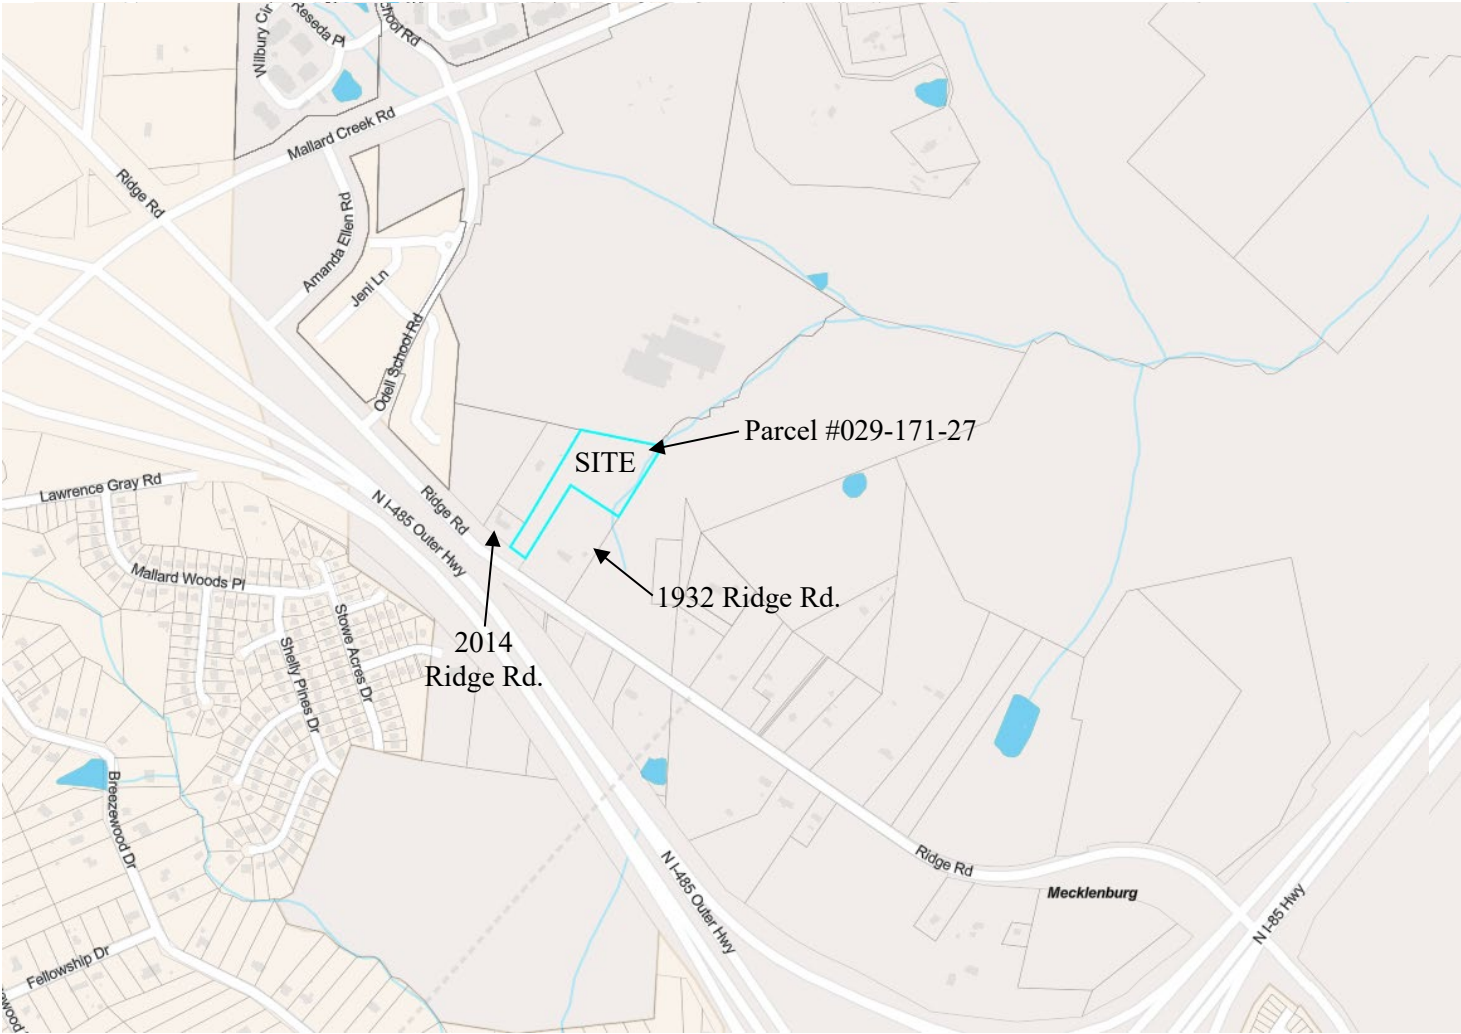 Wilbury Cir
Reseda Pl
chool Rd
Mallard Creek Rd
Ridge Rd
Amanda Ellen Rd
Jeni Ln
Odell School Rd
Parcel #029-171-27
SITE
Lawrence Gray Rd
Ridge Rd
N I-485 Outer Hwy
Mallard Woods Pl
1932 Ridge Rd.
Stowe Acres Dr
2014
Ridge Rd.
Shelly Pines Dr
Breezewood Dr
Ridge Rd
N I-485 Outer Hwy
Mecklenburg
N I-85 Hwy
Fellowship Dr
wood